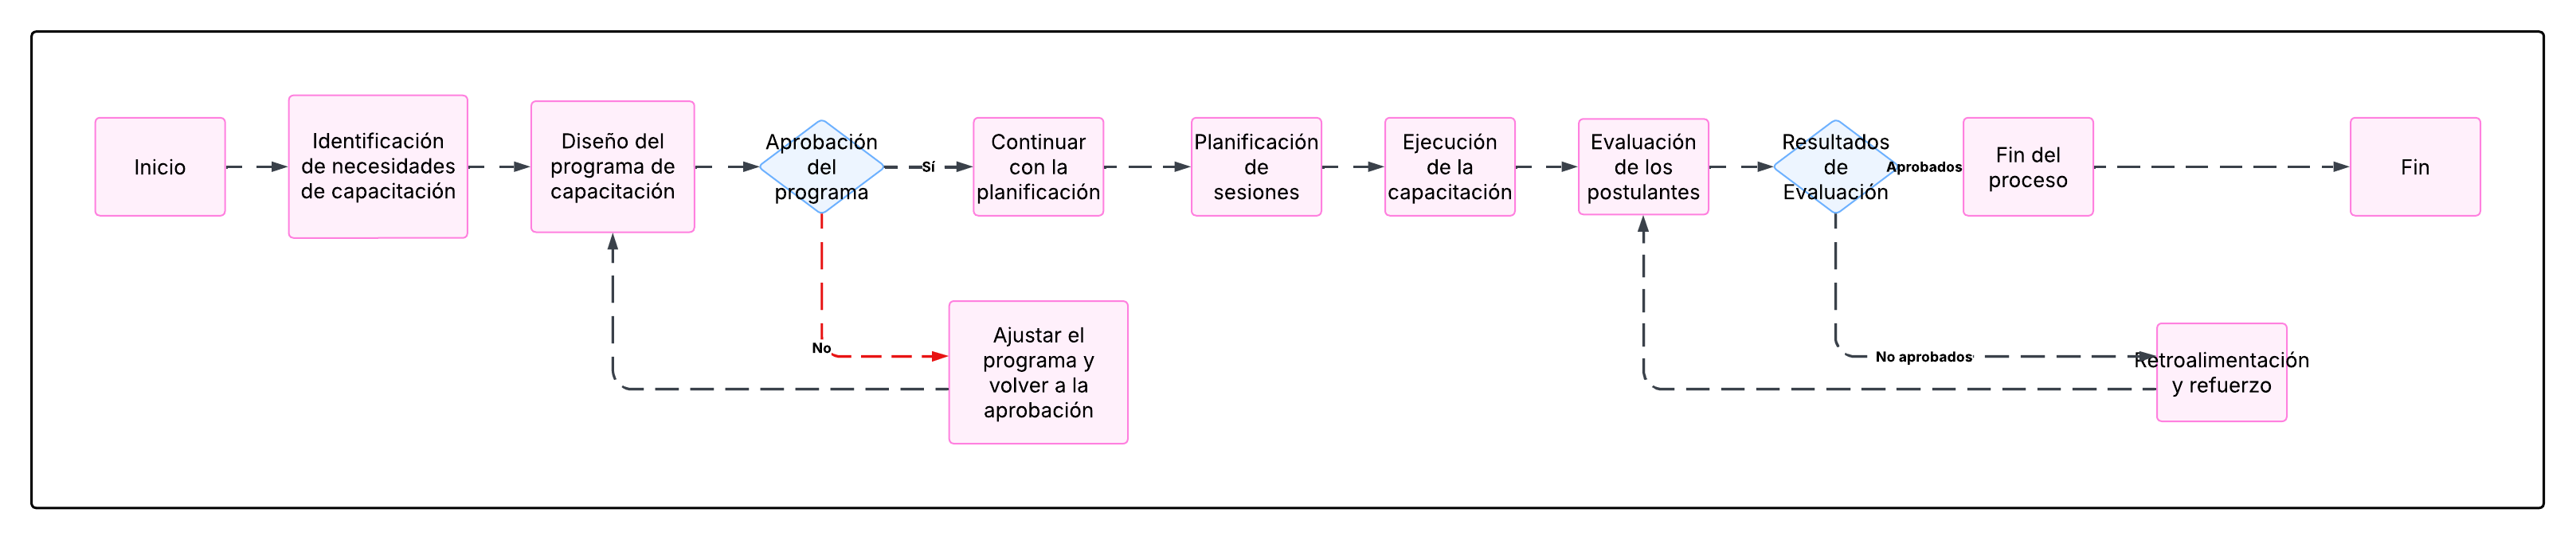 Inicio
Identificación
de necesidades
de capacitación
Diseño del
programa de
capacitación
Aprobación
del
programa
Sí
Continuar
con la
planificación
Planificación
de
sesiones
Ejecución
de la
capacitación
Evaluación
de los
postulantes
Resultados
de
Evaluación
Aprobados
Fin del
proceso
Fin
No
Ajustar el
programa y
volver a la
aprobación
No aprobados
Retroalimentación
y refuerzo